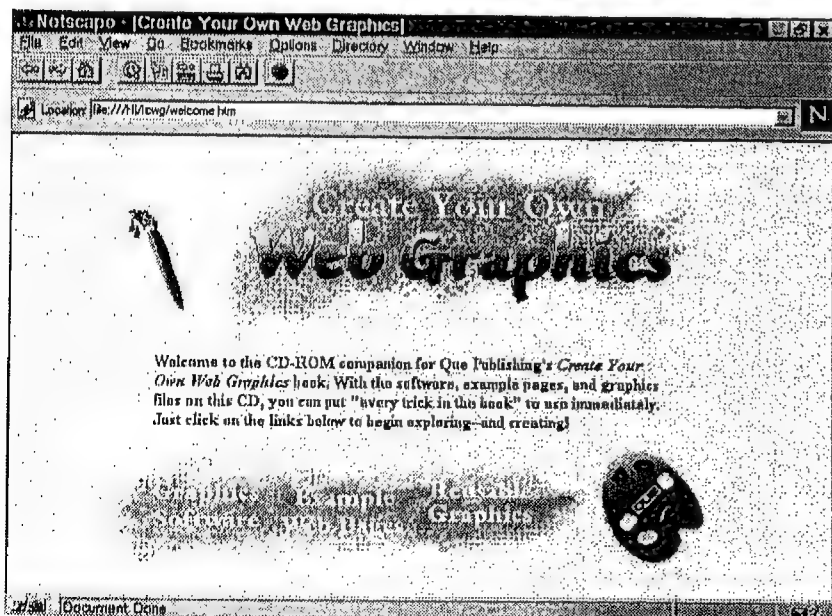 Netscape - [Create Your Own Web Graphics]
File Edit View Go Bookmarks Options Directory Window Help
Location: file:///H|/cwg/welcome.htm
N
Create Your Own
Web Graphics
Welcome to the CD-ROM companion for Que Publishing's Create Your
Own Web Graphics book. With the software, example pages, and graphics
files on this CD, you can put "every trick in the book" to use immediately.
Just click on the links below to begin exploring--and creating!
Graphics Example Reusable
Software Web Pages Graphics
QUE
Document Done